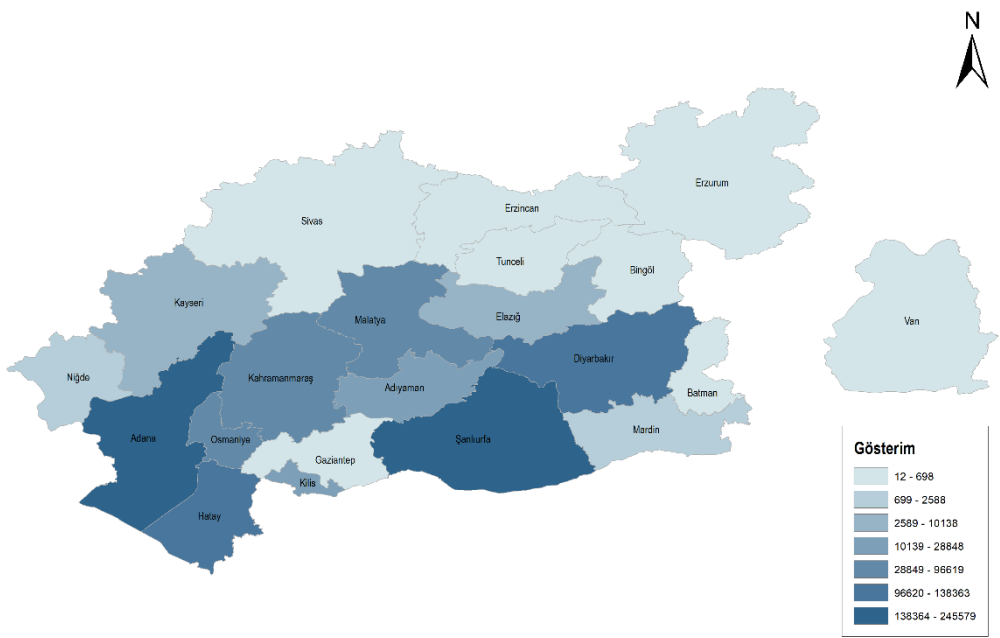 N
Erzurum
Erzincan
Sivas
Tunceli
Bingöl
Kayseri
Elazığ
Malatya
Van
Diyarbakır
Niğde
Kahramanmaraş
Adıyaman
Batman
Mardin
Adana
Osmaniye
Şanlıurfa
Gaziantep
Kilis
Hatay
Gösterim
12 - 698
699 - 2588
2589 - 10138
10139 - 28848
28849 - 96619
96620 - 138363
138364 - 245579